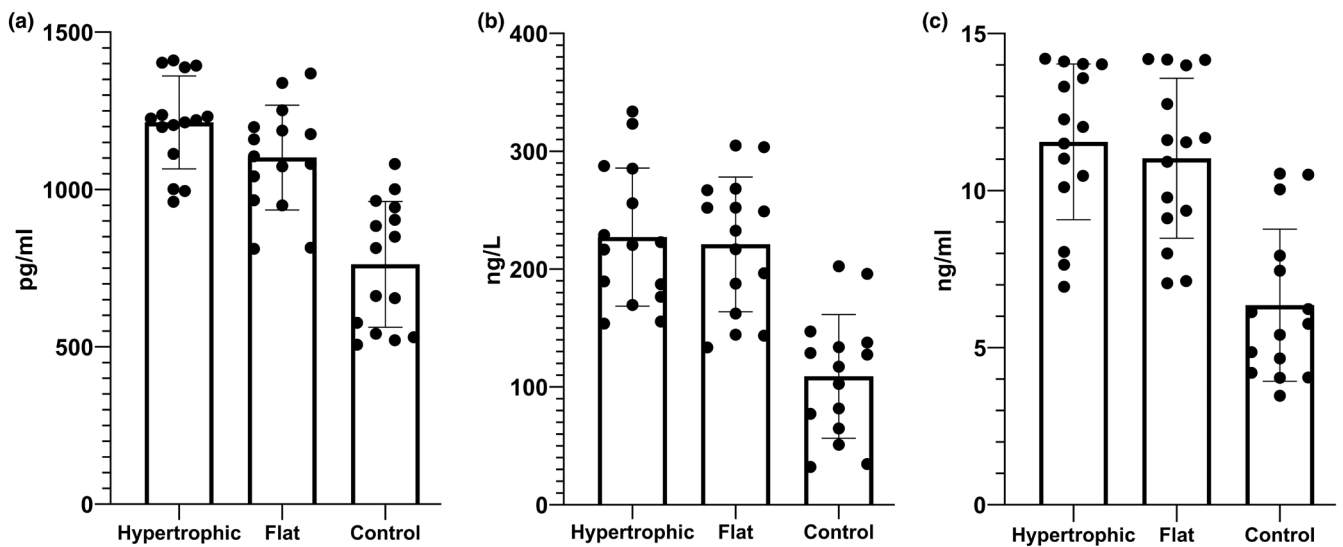 (a)
1500
1000
500
0
pg/ml
Hypertrophic
Flat
Control
(b)
400
300
200
100
0
ng/L
Hypertrophic
Flat
Control
(c)
15
10
5
0
ng/ml
Hypertrophic
Flat
Control